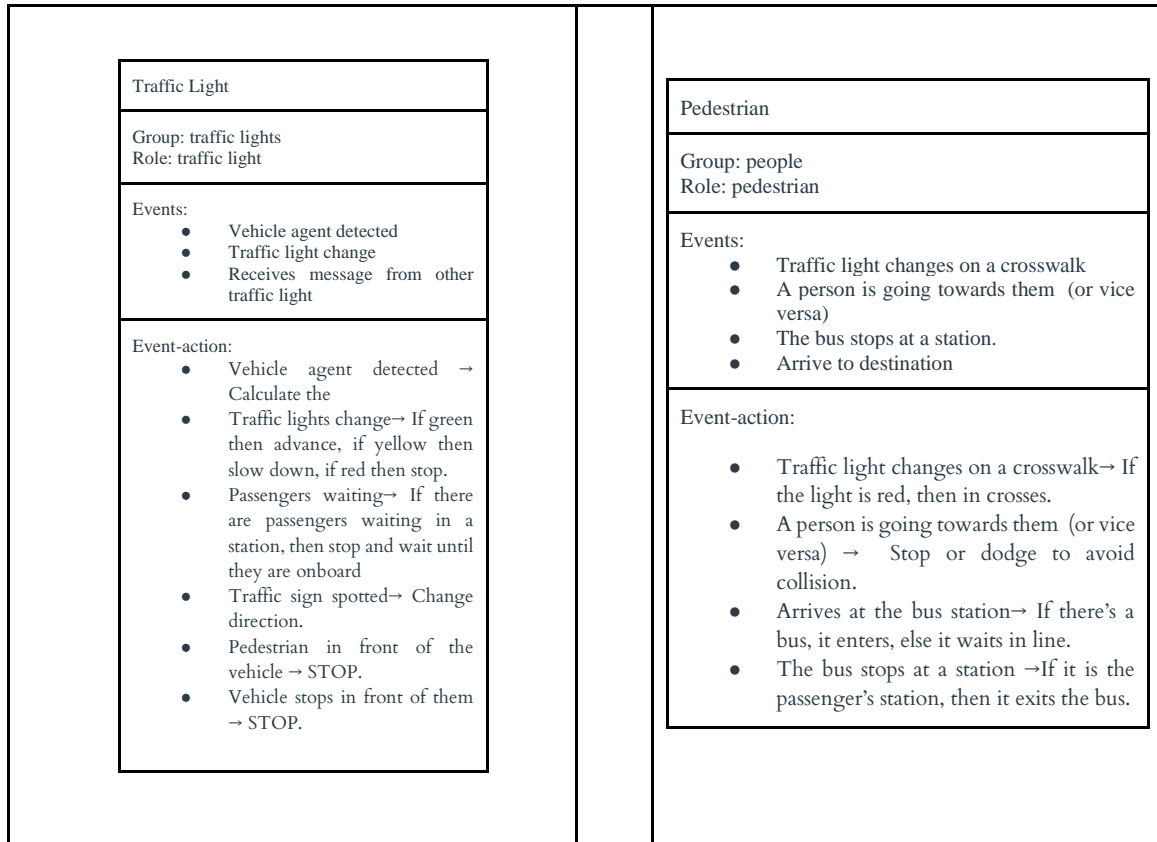 Traffic Light
Group: traffic lights
Role: traffic light
Events:
● Vehicle agent detected
● Traffic light change
● Receives message from other
traffic light
Event-action:
● Vehicle agent detected →
Calculate the
● Traffic lights change→ If green
then advance, if yellow then
slow down, if red then stop.
● Passengers waiting→ If there
are passengers waiting in a
station, then stop and wait until
they are onboard
● Traffic sign spotted→ Change
direction.
● Pedestrian in front of the
vehicle → STOP.
● Vehicle stops in front of them
→ STOP.
Pedestrian
Group: people
Role: pedestrian
Events:
● Traffic light changes on a crosswalk
● A person is going towards them (or vice
versa)
● The bus stops at a station.
● Arrive to destination
Event-action:
● Traffic light changes on a crosswalk→ If
the light is red, then in crosses.
● A person is going towards them (or vice
versa) → Stop or dodge to avoid
collision.
● Arrives at the bus station→ If there's a
bus, it enters, else it waits in line.
● The bus stops at a station →If it is the
passenger's station, then it exits the bus.